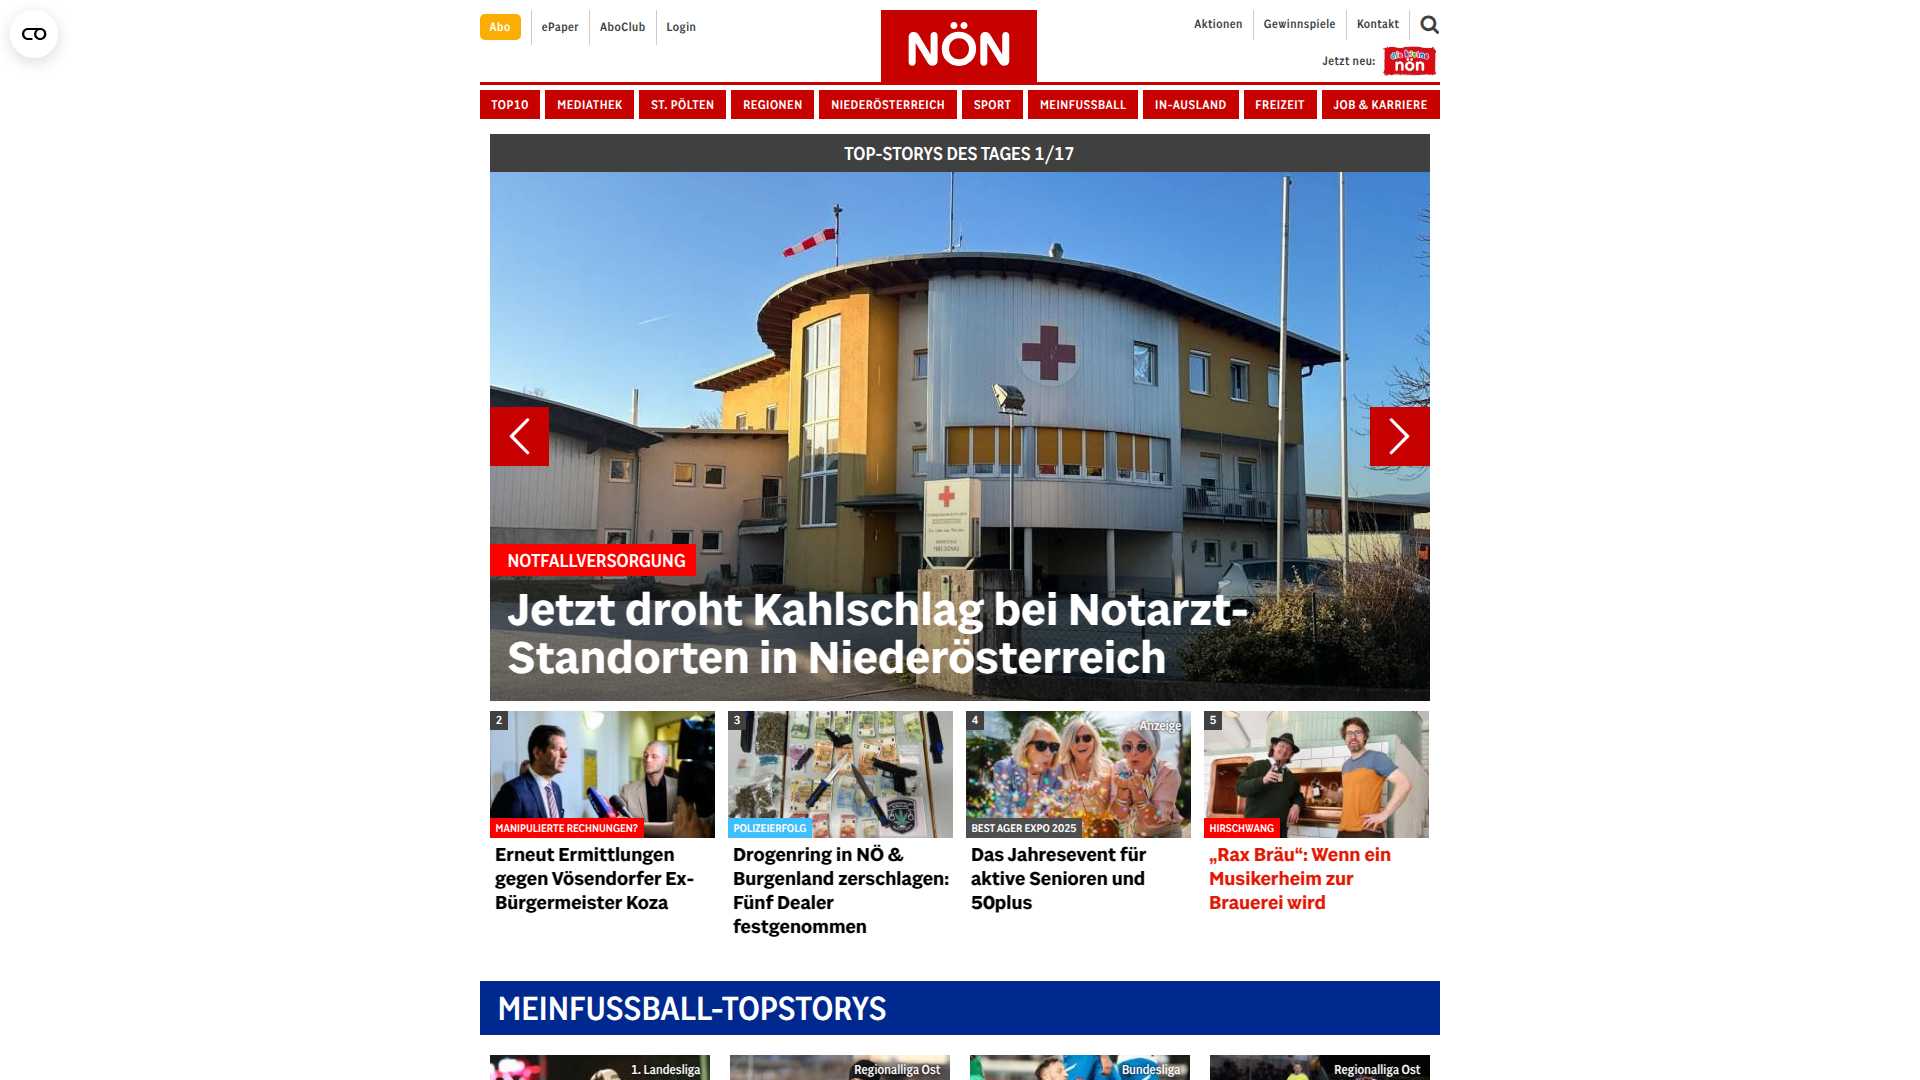 Abo
ePaper
AboClub
Login
NÖN
Aktionen
Gewinnspiele
Kontakt
Jetzt neu:
die kleine
nön
TOP10
MEDIATHEK
ST. PÖLTEN
REGIONEN
NIEDERÖSTERREICH
SPORT
MEINFUSSBALL
IN-AUSLAND
FREIZEIT
JOB & KARRIERE
TOP-STORYS DES TAGES 1/17
NOTFALLVERSORGUNG
Jetzt droht Kahlschlag bei Notarzt-
Standorten in Niederösterreich
2
MANIPULIERTE RECHNUNGEN?
Erneut Ermittlungen
gegen Vösendorfer Ex-
Bürgermeister Koza
3
POLIZEIERFOLG
Drogenring in NÖ &
Burgenland zerschlagen:
Fünf Dealer
festgenommen
4
Anzeige
BEST AGER EXPO 2025
Das Jahresevent für
aktive Senioren und
50plus
5
HIRSCHWANG
„Rax Bräu“: Wenn ein
Musikerheim zur
Brauerei wird
MEINFUSSBALL-TOPSTORYS
1. Landesliga
Regionalliga Ost
Bundesliga
Regionalliga Ost